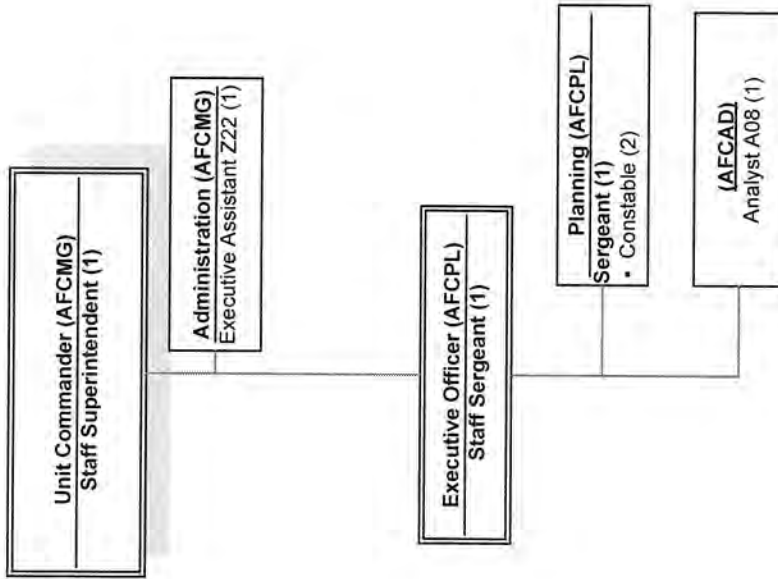 Unit Commander (AFCMG)
Staff Superintendent (1)
Administration (AFCMG)
Executive Assistant Z22 (1)
Executive Officer (AFCPL)
Staff Sergeant (1)
Planning (AFCPL)
Sergeant (1)
• Constable (2)
(AFCAD)
Analyst A08 (1)